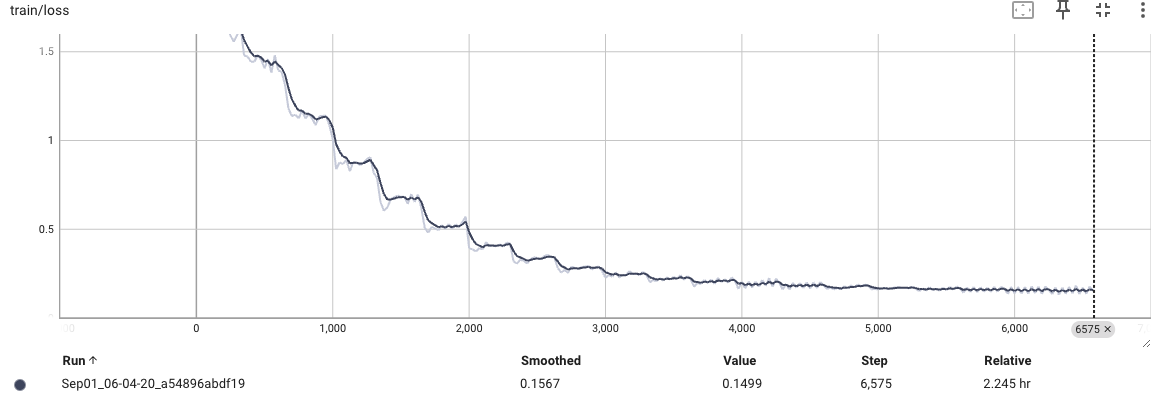 train/loss
1.5
1
0.5
0 1,000 2,000 3,000 4,000 5,000 6,000 6575 ×
Run ↑ Smoothed Value Step Relative
Sep01_06-04-20_a54896abdf19 0.1567 0.1499 6,575 2.245 hr